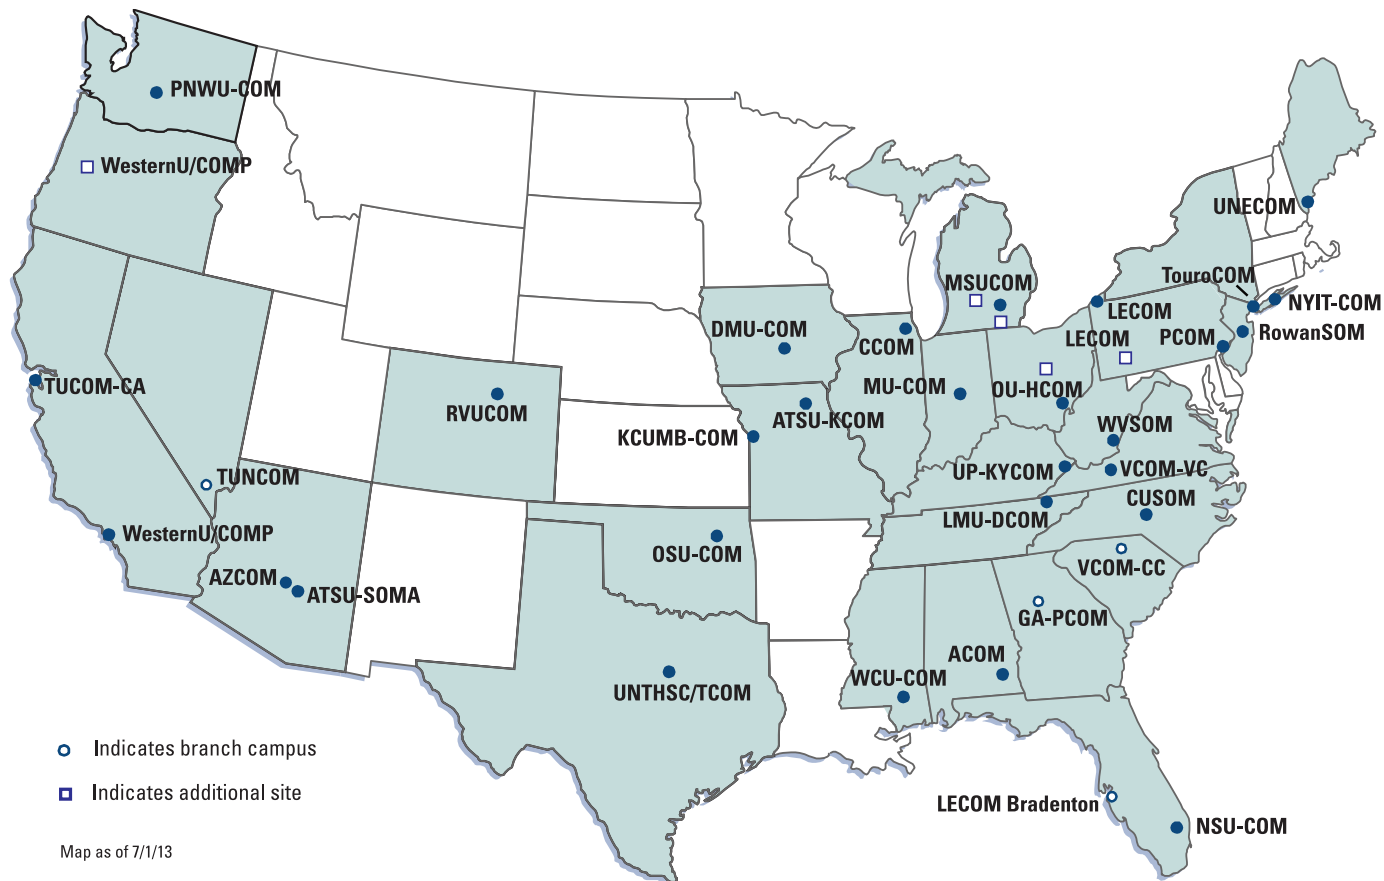 PNWU-COM
WesternU/COMP
UNECOM
TouroCOM
MSUCOM
NYIT-COM
LECOM
RowanSOM
DMU-COM
CCOM
LECOM
PCOM
TUCOM-CA
MU-COM
OU-HCOM
RVUCOM
ATSU-KCOM
WVSOM
KCUMB-COM
UP-KYCOM
VCOM-VC
TUNCOM
CUSOM
LMU-DCOM
WesternU/COMP
OSU-COM
VCOM-CC
AZCOM
ATSU-SOMA
GA-PCOM
ACOM
WCU-COM
UNTHSC/TCOM
Indicates branch campus
Indicates additional site
LECOM Bradenton
NSU-COM
Map as of 7/1/13